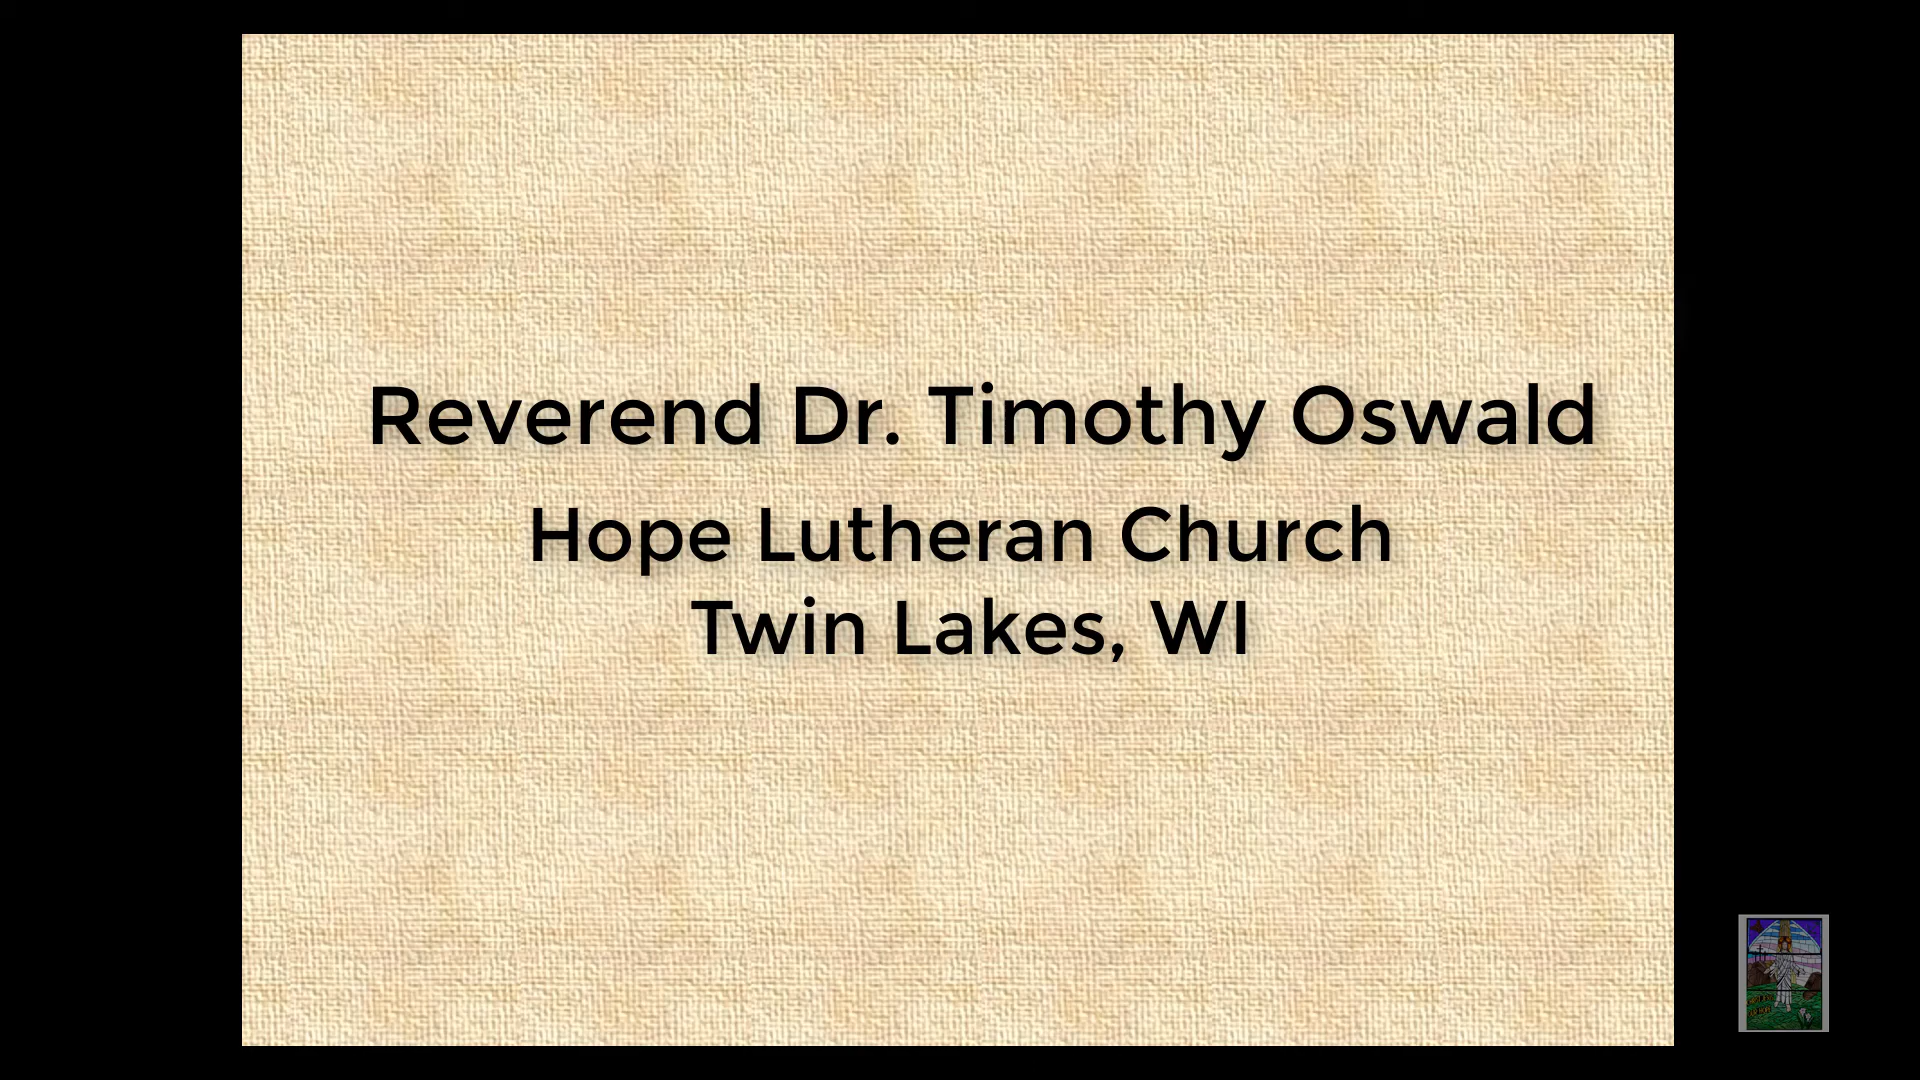 Reverend Dr. Timothy Oswald
Hope Lutheran Church
Twin Lakes, WI